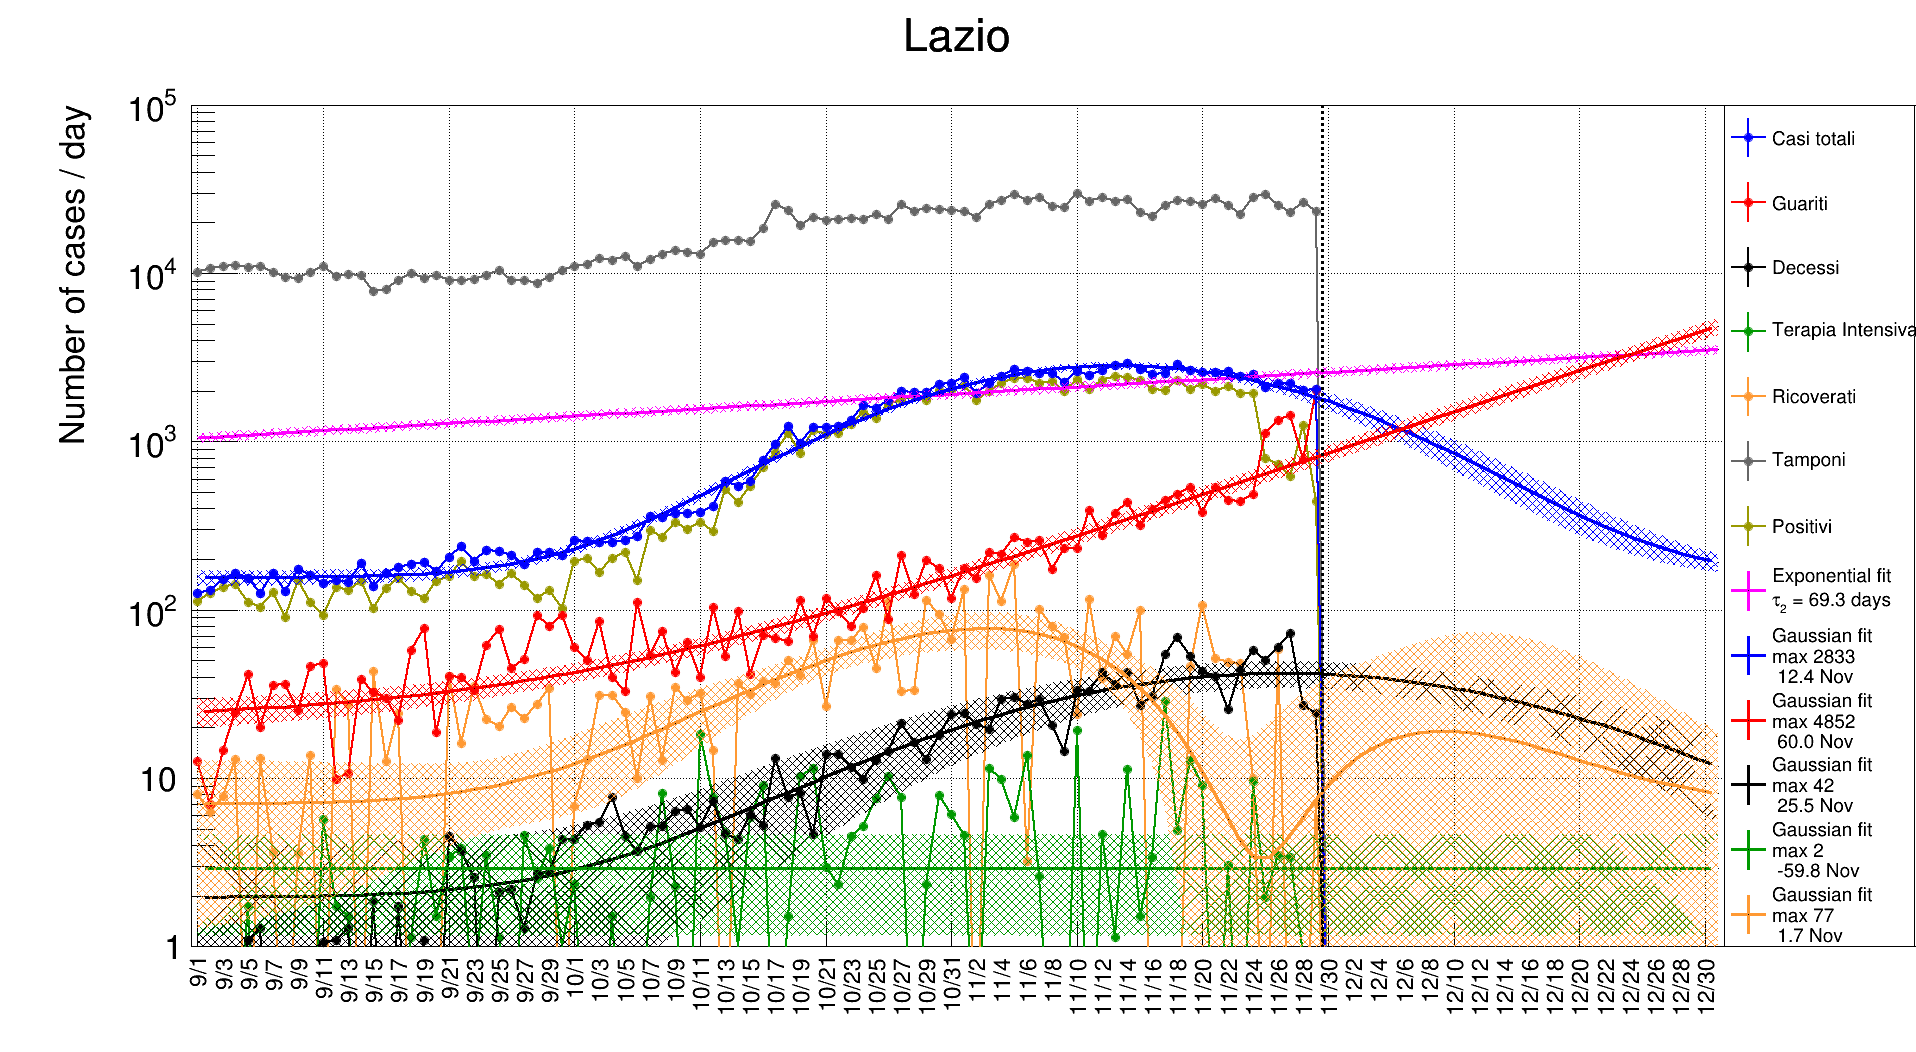 Lazio
Number of cases / day
10^5
10^4
10^3
10^2
10
1
9/1
9/3
9/5
9/7
9/9
9/11
9/13
9/15
9/17
9/19
9/21
9/23
9/25
9/27
9/29
10/1
10/3
10/5
10/7
10/9
10/11
10/13
10/15
10/17
10/19
10/21
10/23
10/25
10/27
10/29
10/31
11/2
11/4
11/6
11/8
11/10
11/12
11/14
11/16
11/18
11/20
11/22
11/24
11/26
11/28
11/30
12/2
12/4
12/6
12/8
12/10
12/12
12/14
12/16
12/18
12/20
12/22
12/24
12/26
12/28
12/30
Casi totali
Guariti
Decessi
Terapia Intensiva
Ricoverati
Tamponi
Positivi
Exponential fit
τ₂ = 69.3 days
Gaussian fit
max 2833
12.4 Nov
Gaussian fit
max 4852
60.0 Nov
Gaussian fit
max 42
25.5 Nov
Gaussian fit
max 2
-59.8 Nov
Gaussian fit
max 77
1.7 Nov